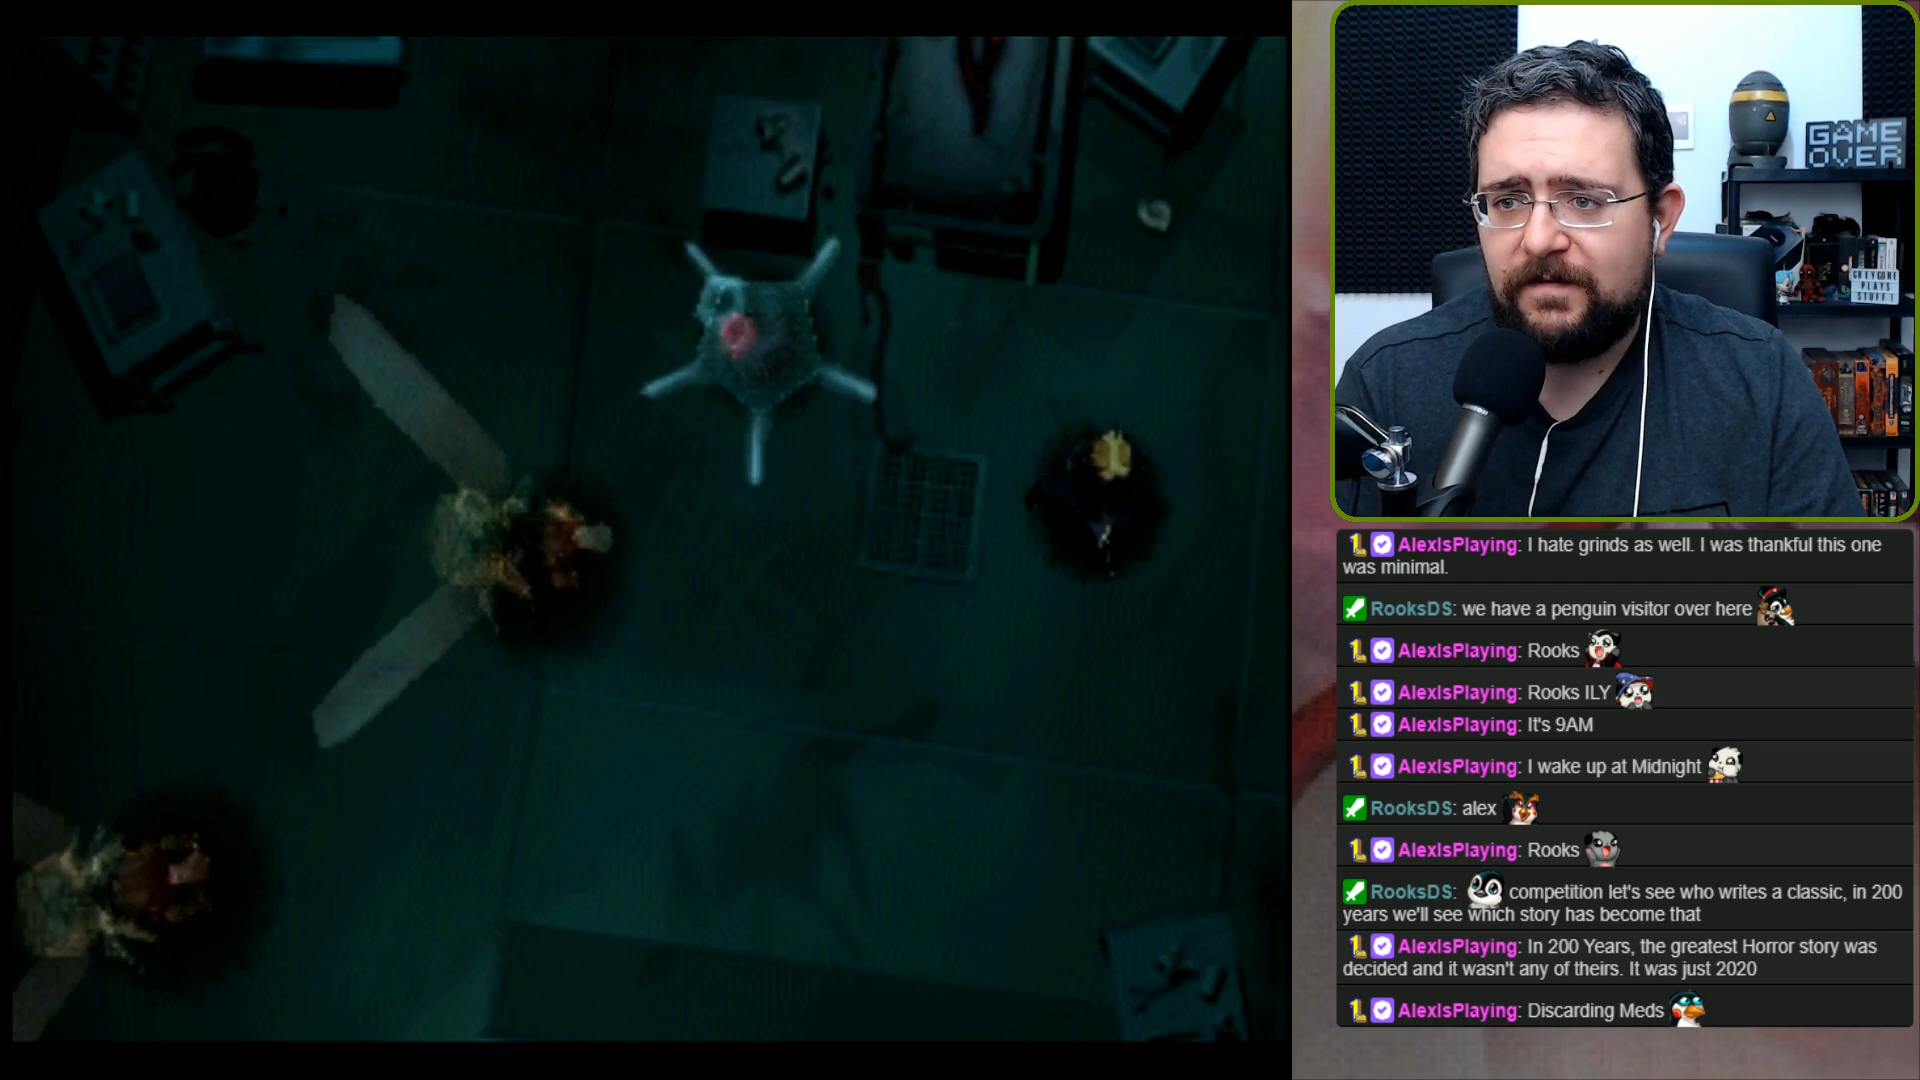 GAME
OVER
GREYGORE
PLAYS
STUFF!
AlexIsPlaying: I hate grinds as well. I was thankful this one
was minimal.
RooksDS: we have a penguin visitor over here
AlexIsPlaying: Rooks
AlexIsPlaying: Rooks ILY
AlexIsPlaying: It's 9AM
AlexIsPlaying: I wake up at Midnight
RooksDS: alex
AlexIsPlaying: Rooks
RooksDS: competition let's see who writes a classic, in 200
years we'll see which story has become that
AlexIsPlaying: In 200 Years, the greatest Horror story was
decided and it wasn't any of theirs. It was just 2020
AlexIsPlaying: Discarding Meds